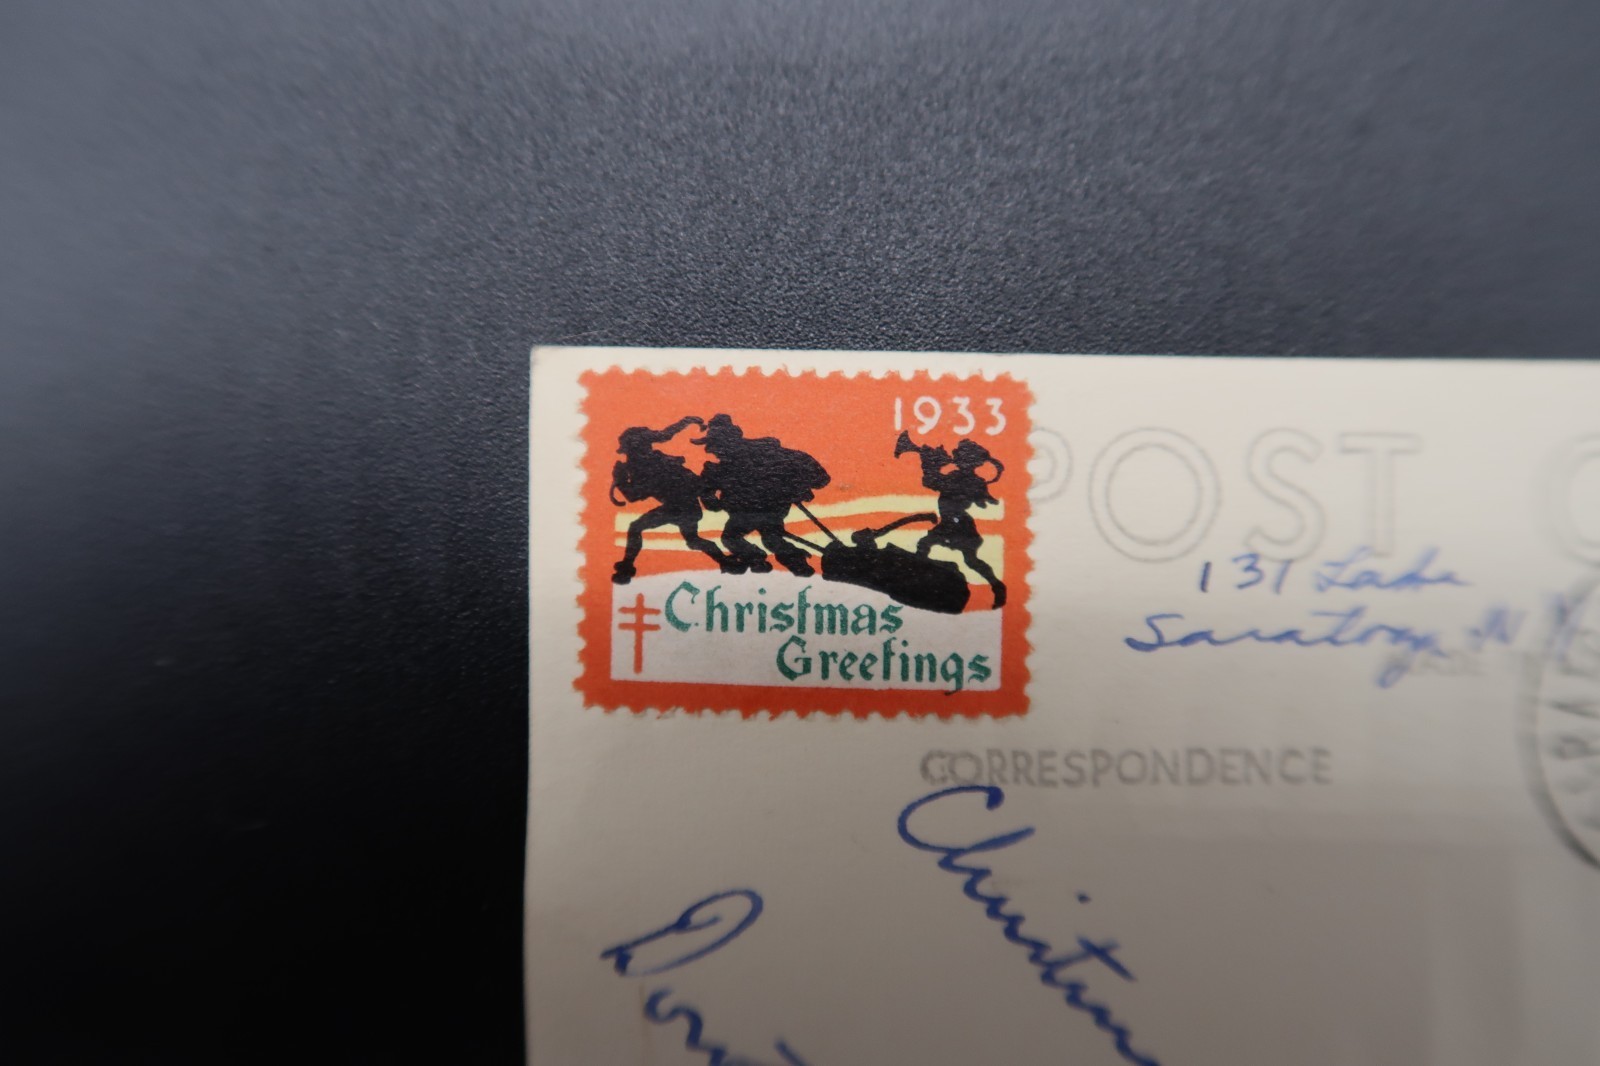 1933
Christmas
Greetings
POST
131 Lake
Saratoga N Y
CORRESPONDENCE